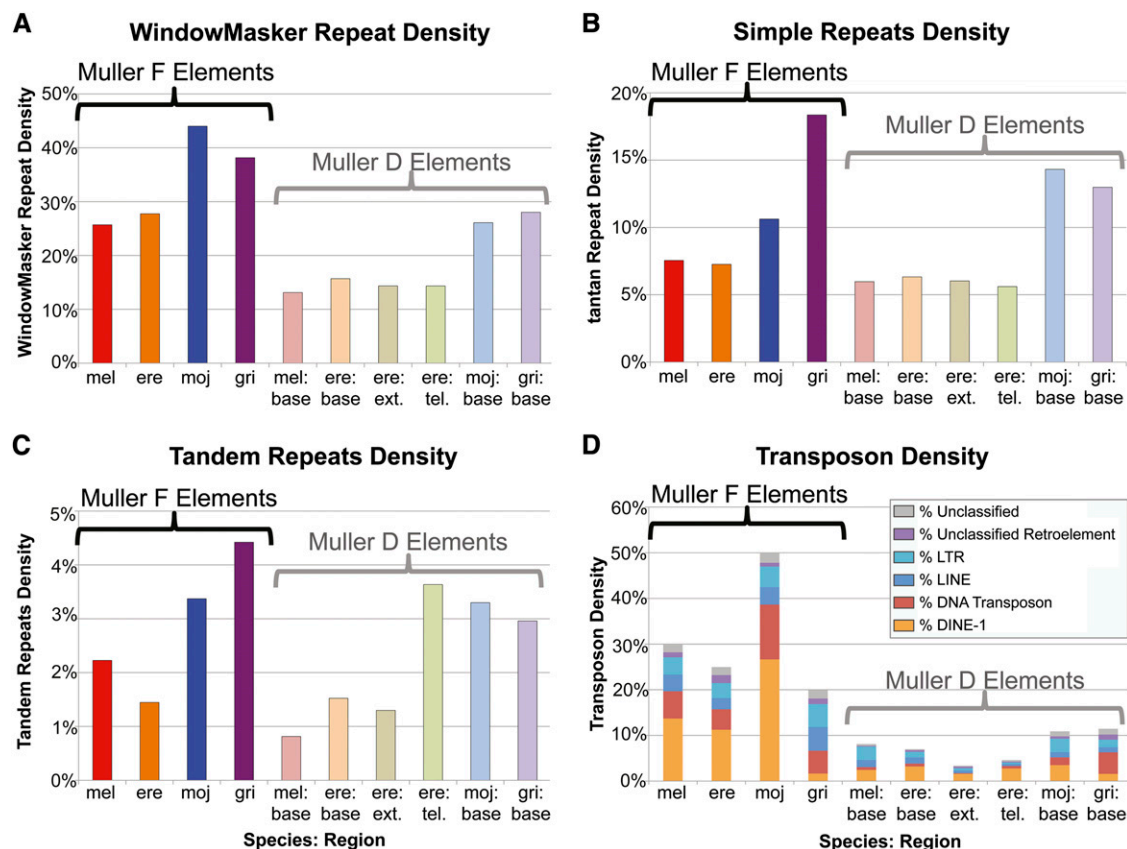 A
WindowMasker Repeat Density
Muller F Elements
Muller D Elements
WindowMasker Repeat Density
50%
40%
30%
20%
10%
0%
mel
ere
moj
gri
mel: base
ere: base
ere: ext.
ere: tel.
moj: base
gri: base
B
Simple Repeats Density
Muller F Elements
Muller D Elements
tantan Repeat Density
20%
15%
10%
5%
0%
mel
ere
moj
gri
mel: base
ere: base
ere: ext.
ere: tel.
moj: base
gri: base
C
Tandem Repeats Density
Muller F Elements
Muller D Elements
Tandem Repeats Density
5%
4%
3%
2%
1%
0%
mel
ere
moj
gri
mel: base
ere: base
ere: ext.
ere: tel.
moj: base
gri: base
Species: Region
D
Transposon Density
Muller F Elements
Muller D Elements
Transposon Density
60%
50%
40%
30%
20%
10%
0%
% Unclassified
% Unclassified Retroelement
% LTR
% LINE
% DNA Transposon
% DINE-1
mel
ere
moj
gri
mel: base
ere: base
ere: ext.
ere: tel.
moj: base
gri: base
Species: Region